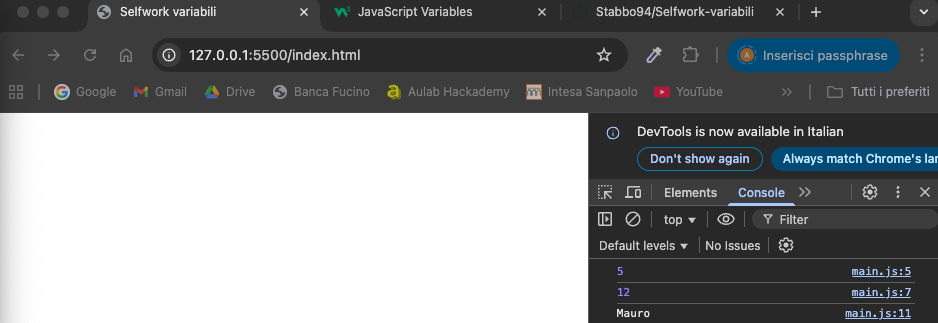 Selfwork variabili
JavaScript Variables
Stabbo94/Selfwork-variabili
127.0.0.1:5500/index.html
Inserisci passphrase
Google
Gmail
Drive
Banca Fucino
Aulab Hackademy
Intesa Sanpaolo
YouTube
Tutti i preferiti
DevTools is now available in Italian
Don't show again
Always match Chrome's lan
Elements
Console
top
Filter
Default levels
No Issues
5 main.js:5
12 main.js:7
Mauro main.js:11